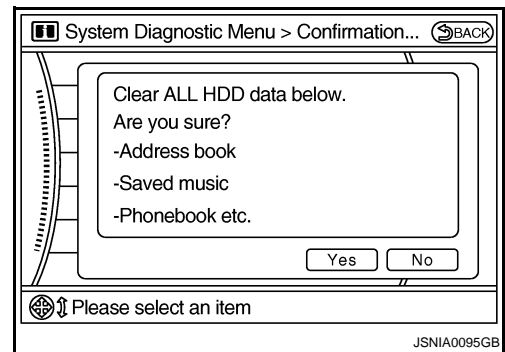 System Diagnostic Menu > Confirmation... BACK
Clear ALL HDD data below.
Are you sure?
-Address book
-Saved music
-Phonebook etc.
Yes No
Please select an item
JSNIA0095GB